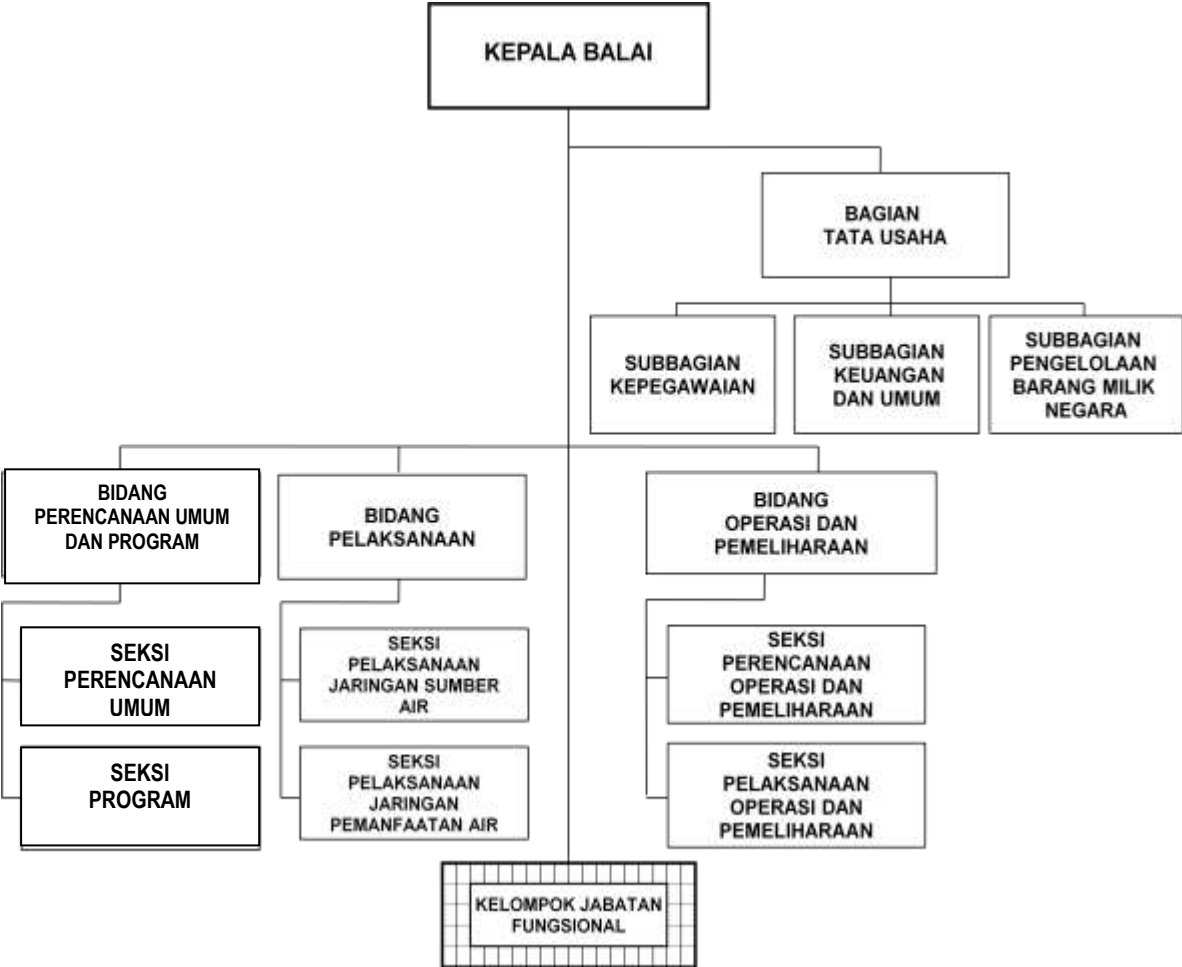 KEPALA BALAI
BAGIAN
TATA USAHA
SUBBAGIAN
KEPEGAWAIAN
SUBBAGIAN
KEUANGAN
DAN UMUM
SUBBAGIAN
PENGELOLAAN
BARANG MILIK
NEGARA
BIDANG
PERENCANAAN UMUM
DAN PROGRAM
BIDANG
PELAKSANAAN
BIDANG
OPERASI DAN
PEMELIHARAAN
SEKSI
PERENCANAAN
UMUM
SEKSI
PELAKSANAAN
JARINGAN SUMBER
AIR
SEKSI
PERENCANAAN
OPERASI DAN
PEMELIHARAAN
SEKSI
PROGRAM
SEKSI
PELAKSANAAN
JARINGAN
PEMANFAATAN AIR
SEKSI
PELAKSANAAN
OPERASI DAN
PEMELIHARAAN
KELOMPOK JABATAN
FUNGSIONAL